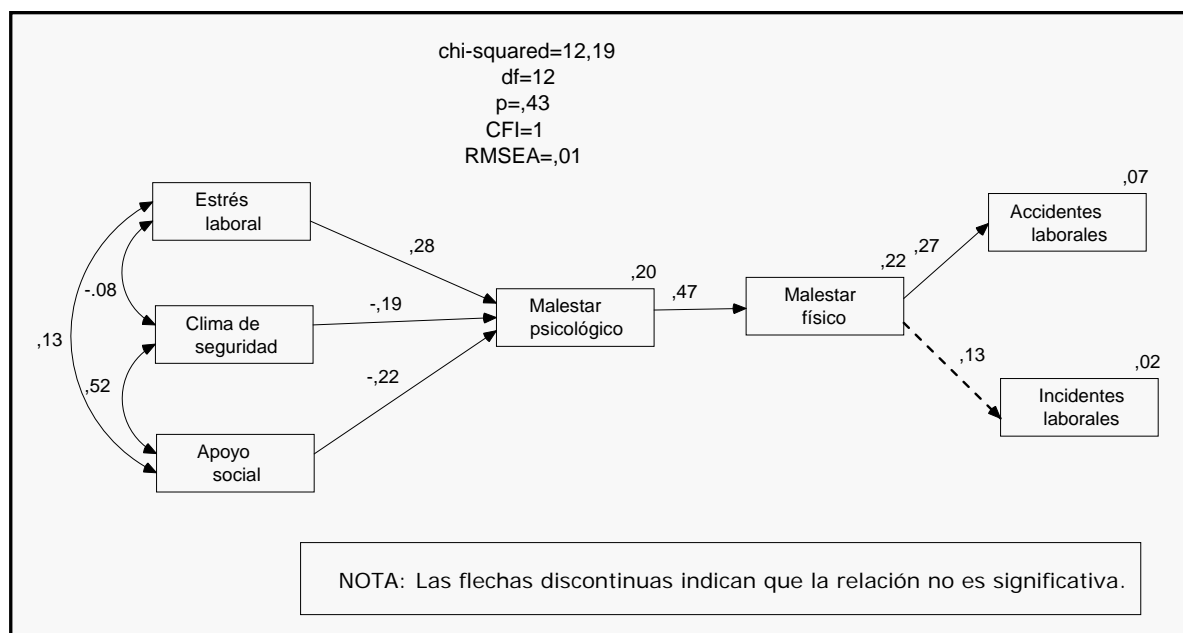 chi-squared=12,19
df=12
p=,43
CFI=1
RMSEA=,01
Estrés
laboral
Clima de
seguridad
Apoyo
social
-.08
,13
,52
,28
-,19
-,22
,20
Malestar
psicológico
,47
,22
Malestar
físico
,27
,13
,07
Accidentes
laborales
,02
Incidentes
laborales
NOTA: Las flechas discontinuas indican que la relación no es significativa.